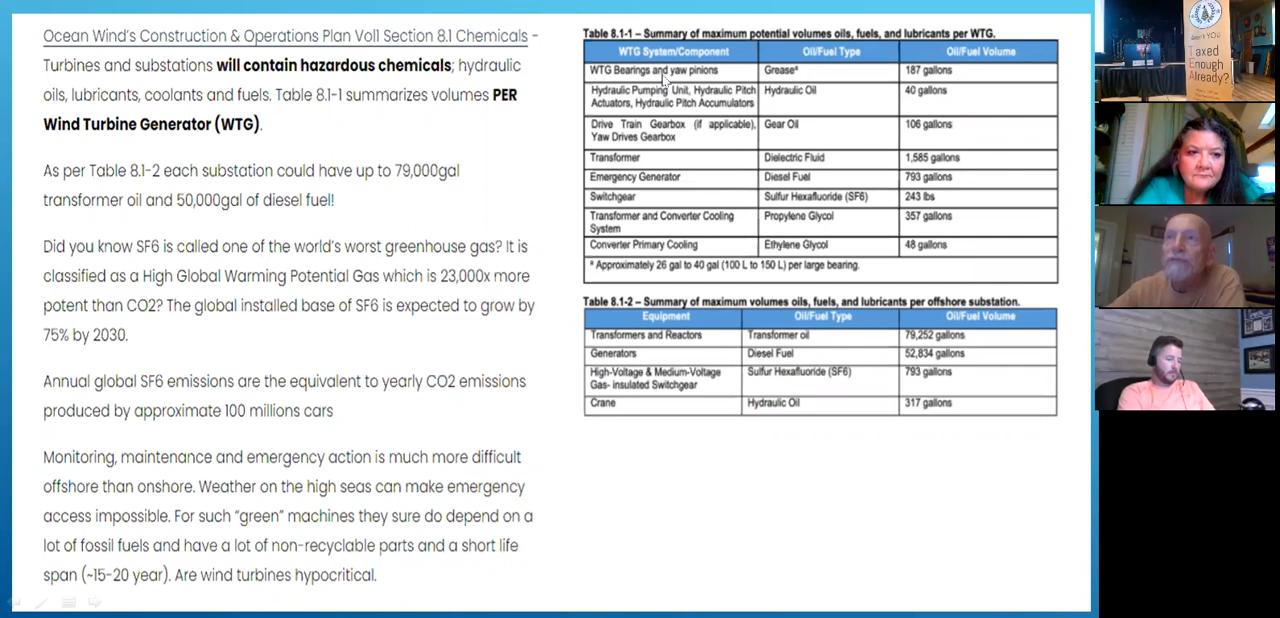 Ocean Wind's Construction & Operations Plan Vol1 Section 8.1 Chemicals -
Turbines and substations will contain hazardous chemicals; hydraulic
oils, lubricants, coolants and fuels. Table 8.1-1 summarizes volumes PER
Wind Turbine Generator (WTG).
As per Table 8.1-2 each substation could have up to 79,000gal
transformer oil and 50,000gal of diesel fuel!
Did you know SF6 is called one of the world's worst greenhouse gas? It is
classified as a High Global Warming Potential Gas which is 23,000x more
potent than CO2? The global installed base of SF6 is expected to grow by
75% by 2030.
Annual global SF6 emissions are the equivalent to yearly CO2 emissions
produced by approximate 100 millions cars
Monitoring, maintenance and emergency action is much more difficult
offshore than onshore. Weather on the high seas can make emergency
access impossible. For such "green" machines they sure do depend on a
lot of fossil fuels and have a lot of non-recyclable parts and a short life
span (~15-20 year). Are wind turbines hypocritical.
Table 8.1-1 – Summary of maximum potential volumes oils, fuels, and lubricants per WTG.
WTG System/Component Oil/Fuel Type Oil/Fuel Volume
WTG Bearings and yaw pinions Grease* 187 gallons
Hydraulic Pumping Unit, Hydraulic Pitch Hydraulic Oil 40 gallons
Actuators, Hydraulic Pitch Accumulators
Drive Train Gearbox (if applicable), Gear Oil 106 gallons
Yaw Drives Gearbox
Transformer Dielectric Fluid 1,585 gallons
Emergency Generator Diesel Fuel 793 gallons
Switchgear Sulfur Hexafluoride (SF6) 243 lbs
Transformer and Converter Cooling Propylene Glycol 357 gallons
System
Converter Primary Cooling Ethylene Glycol 48 gallons
* Approximately 26 gal to 40 gal (100 L to 150 L) per large bearing.
Table 8.1-2 – Summary of maximum volumes oils, fuels, and lubricants per offshore substation.
Equipment Oil/Fuel Type Oil/Fuel Volume
Transformers and Reactors Transformer oil 79,252 gallons
Generators Diesel Fuel 52,834 gallons
High-Voltage & Medium-Voltage Sulfur Hexafluoride (SF6) 793 gallons
Gas- insulated Switchgear
Crane Hydraulic Oil 317 gallons
Aren't YOU
Taxed
Enough
Already?